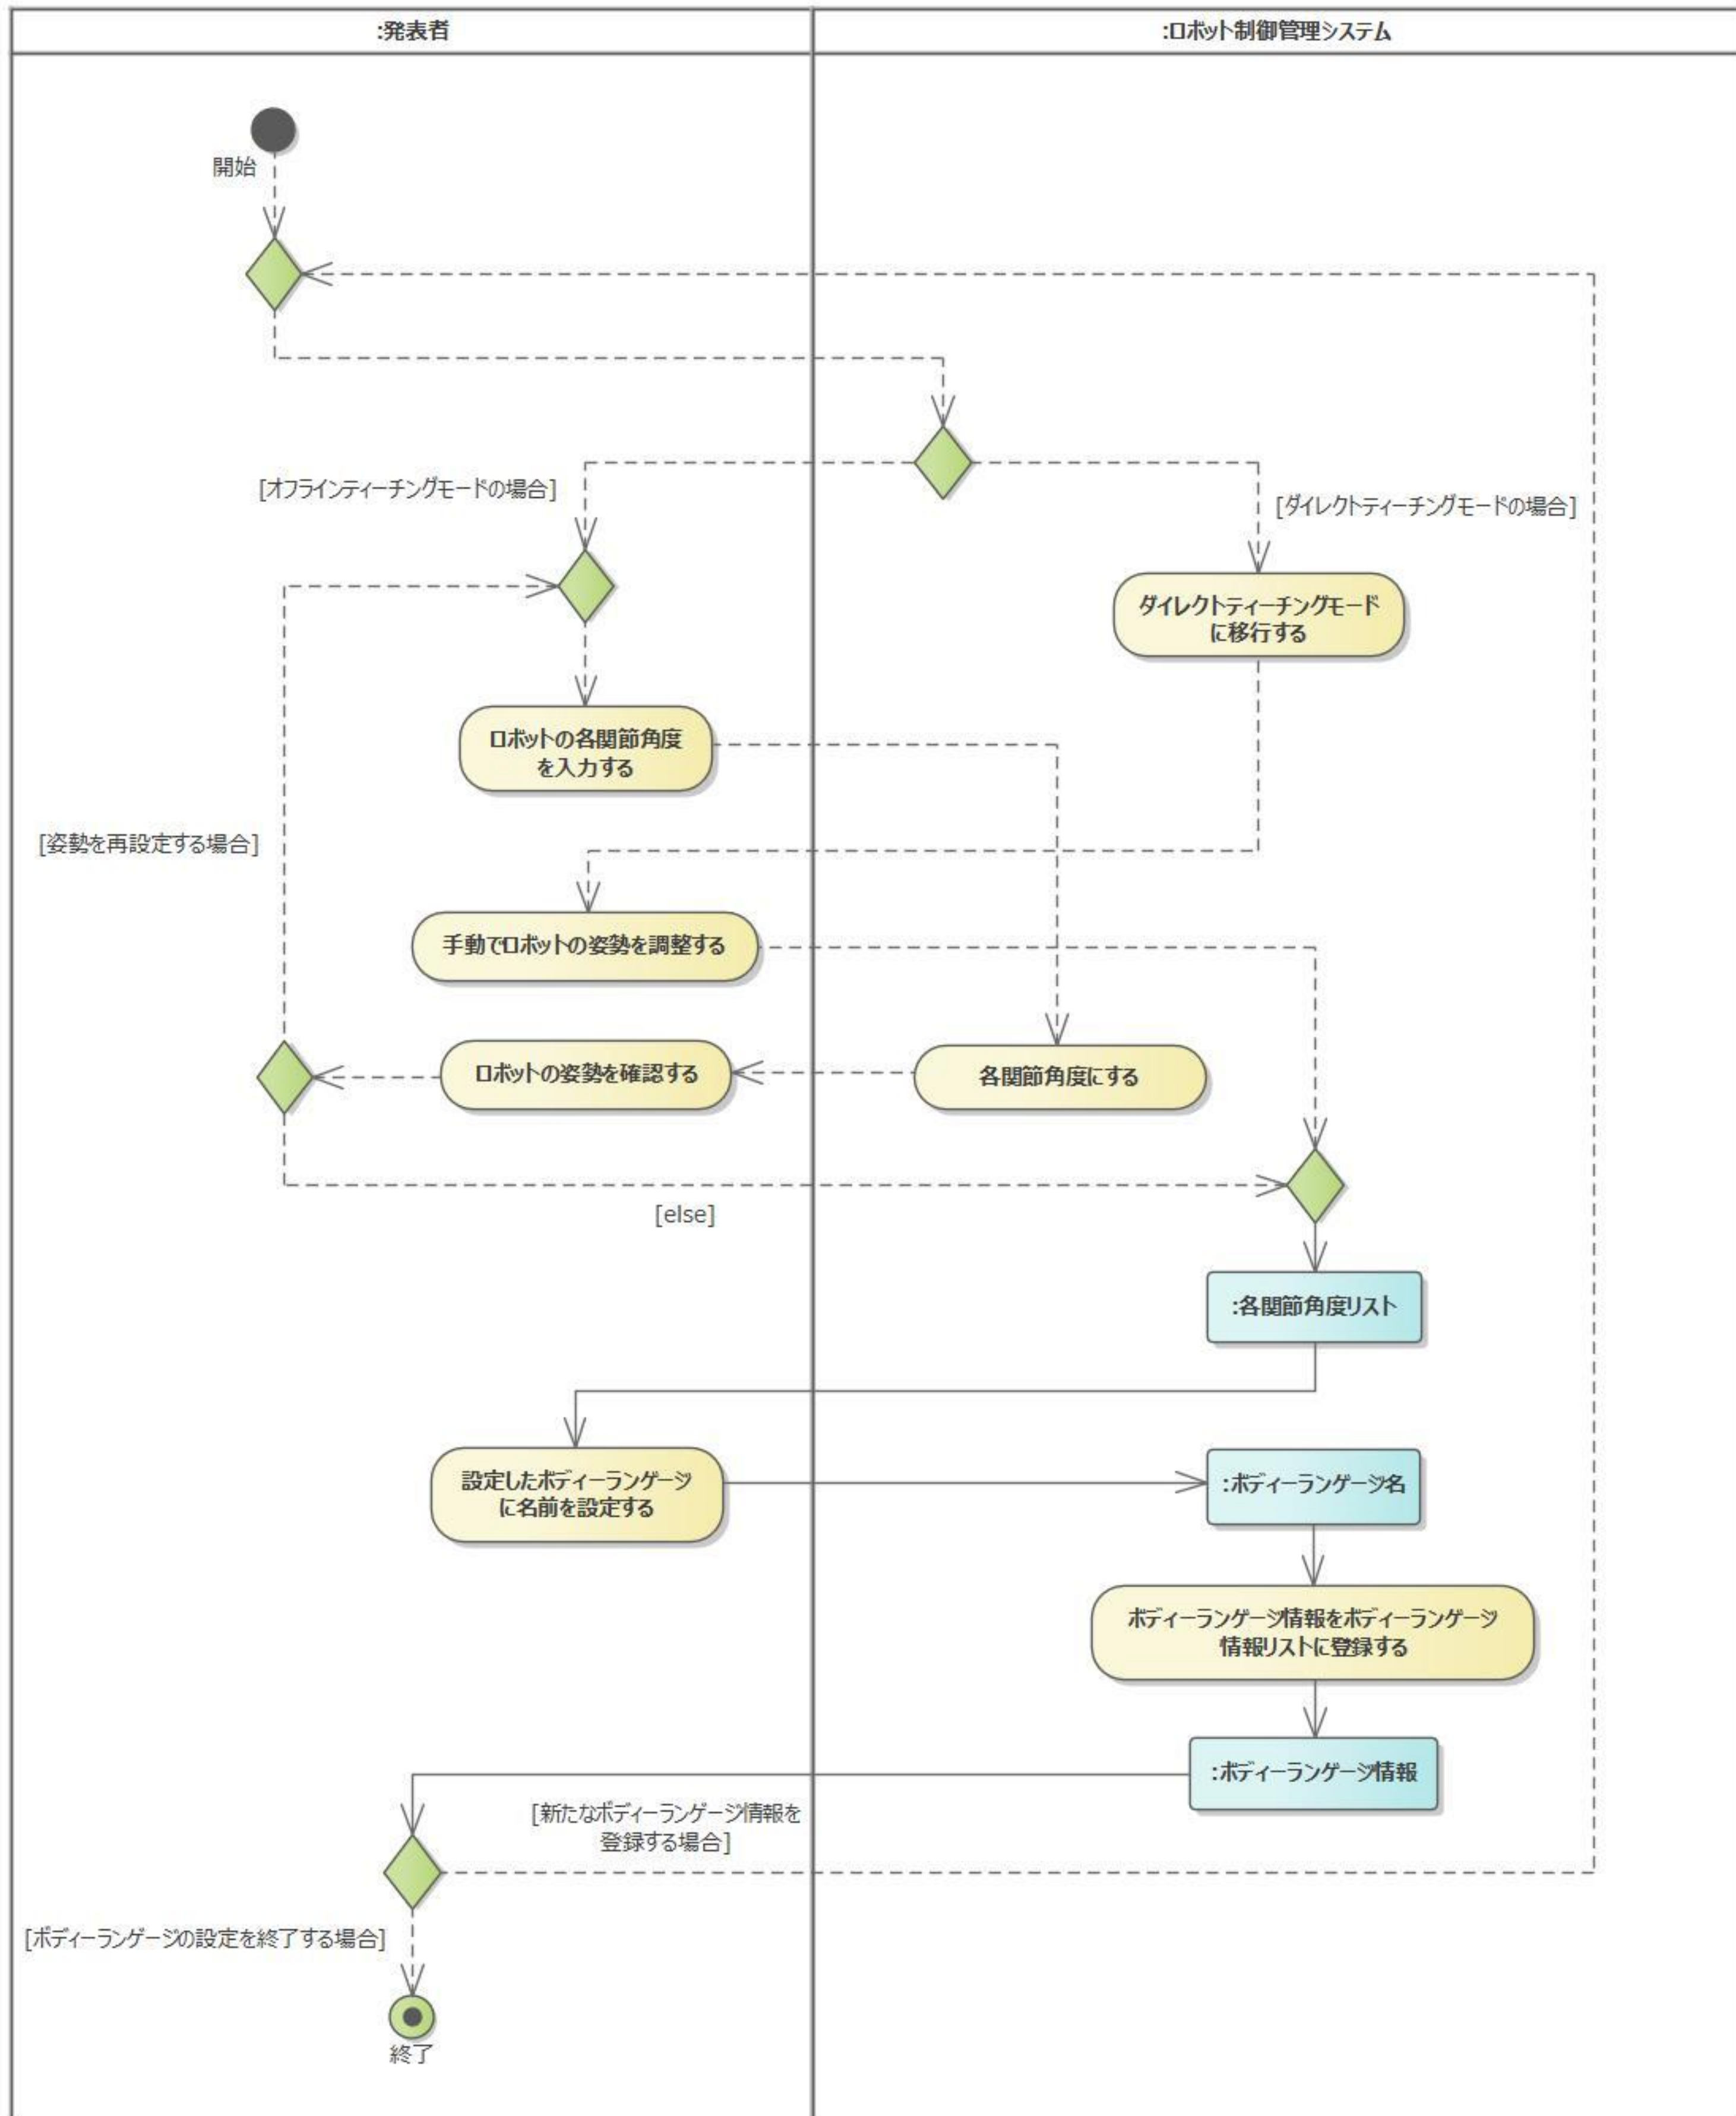 :発表者
:ロボット制御管理システム
開始
[オフラインティーチングモードの場合]
[ダイレクトティーチングモードの場合]
ダイレクトティーチングモード
に移行する
ロボットの各関節角度
を入力する
[姿勢を再設定する場合]
手動でロボットの姿勢を調整する
ロボットの姿勢を確認する
各関節角度にする
[else]
:各関節角度リスト
設定したボディーランゲージ
に名前を設定する
:ボディーランゲージ名
ボディーランゲージ情報をボディーランゲージ
情報リストに登録する
:ボディーランゲージ情報
[新たなボディーランゲージ情報を
登録する場合]
[ボディーランゲージの設定を終了する場合]
終了